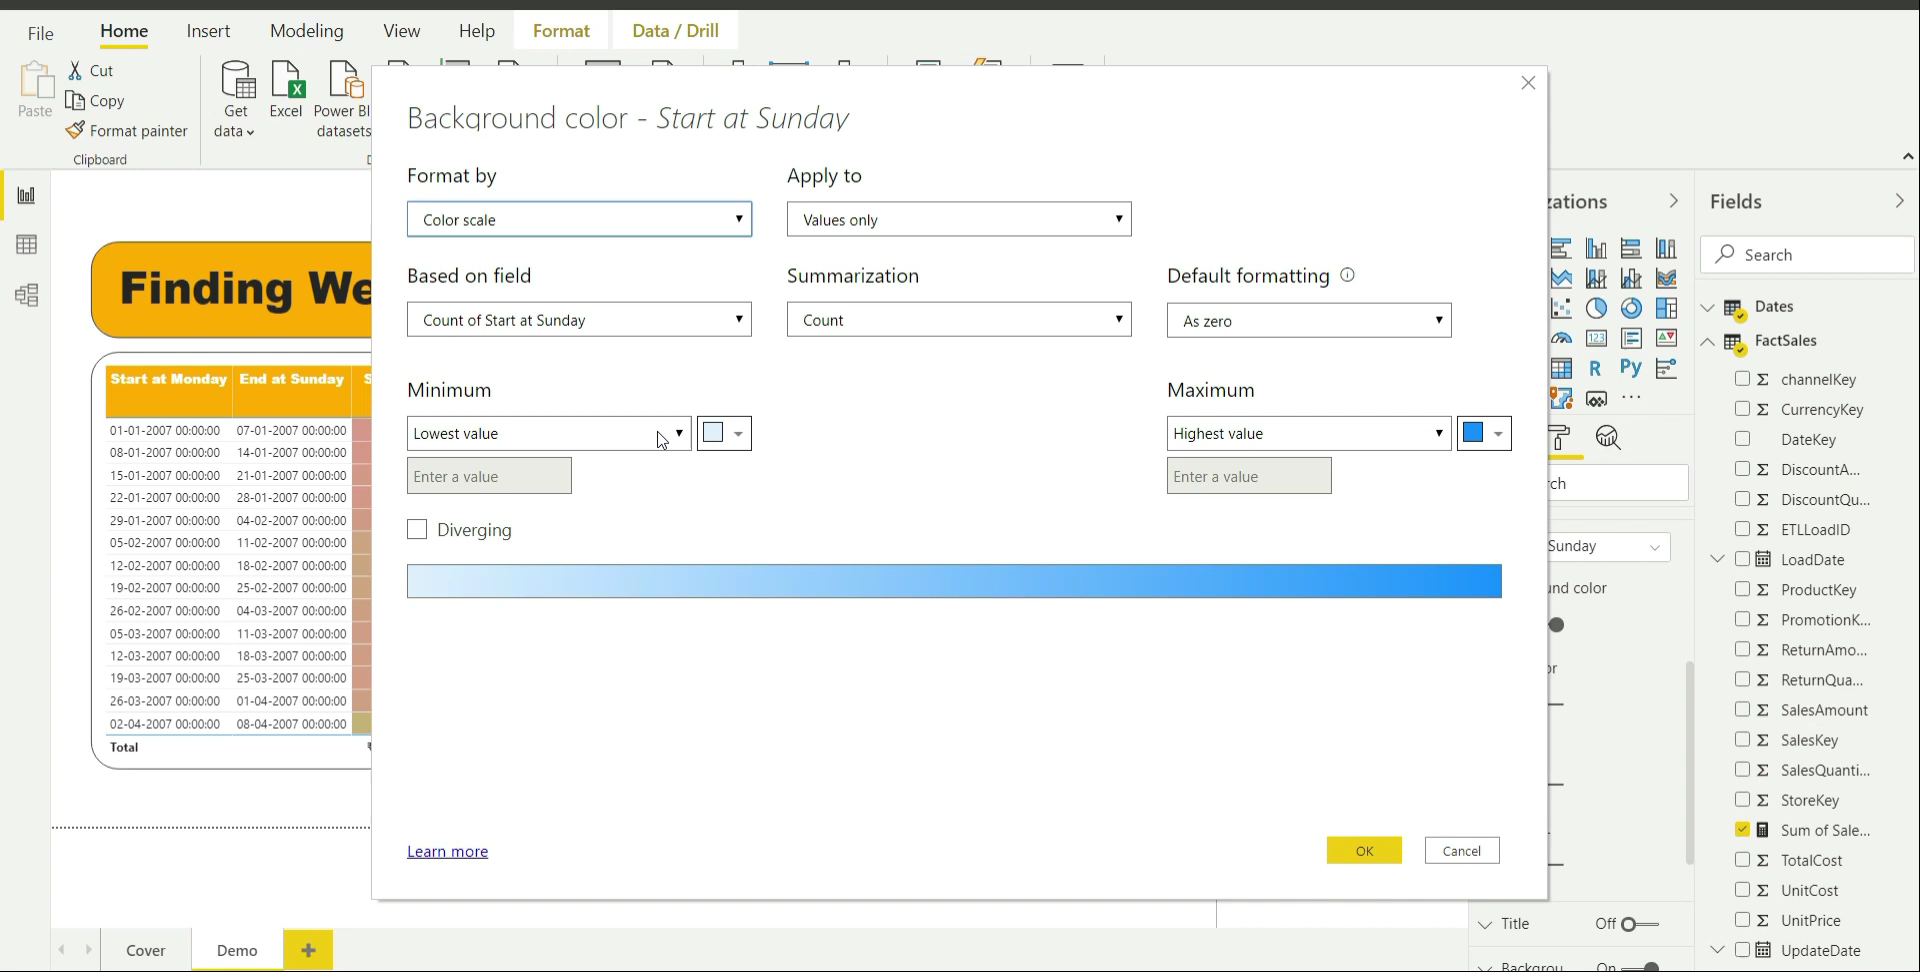 File
Home
Insert
Modeling
View
Help
Format
Data / Drill
Paste
Cut
Copy
Format painter
Clipboard
Get
data
Excel
Power BI
datasets
Background color - Start at Sunday
Format by
Color scale
Apply to
Values only
Based on field
Count of Start at Sunday
Summarization
Count
Default formatting
As zero
Minimum
Lowest value
Enter a value
Maximum
Highest value
Enter a value
Diverging
Learn more
OK
Cancel
Finding We
Start at Monday End at Sunday S
01-01-2007 00:00:00 07-01-2007 00:00:00
08-01-2007 00:00:00 14-01-2007 00:00:00
15-01-2007 00:00:00 21-01-2007 00:00:00
22-01-2007 00:00:00 28-01-2007 00:00:00
29-01-2007 00:00:00 04-02-2007 00:00:00
05-02-2007 00:00:00 11-02-2007 00:00:00
12-02-2007 00:00:00 18-02-2007 00:00:00
19-02-2007 00:00:00 25-02-2007 00:00:00
26-02-2007 00:00:00 04-03-2007 00:00:00
05-03-2007 00:00:00 11-03-2007 00:00:00
12-03-2007 00:00:00 18-03-2007 00:00:00
19-03-2007 00:00:00 25-03-2007 00:00:00
26-03-2007 00:00:00 01-04-2007 00:00:00
02-04-2007 00:00:00 08-04-2007 00:00:00
Total
zations
123
R
Py
...
rch
Sunday
und color
or
Title Off
Backgrou On
Fields
Search
Dates
FactSales
channelKey
CurrencyKey
DateKey
DiscountA...
DiscountQu...
ETLLoadID
LoadDate
ProductKey
PromotionK...
ReturnAmo...
ReturnQua...
SalesAmount
SalesKey
SalesQuanti...
StoreKey
Sum of Sale...
TotalCost
UnitCost
UnitPrice
UpdateDate
Cover
Demo
+